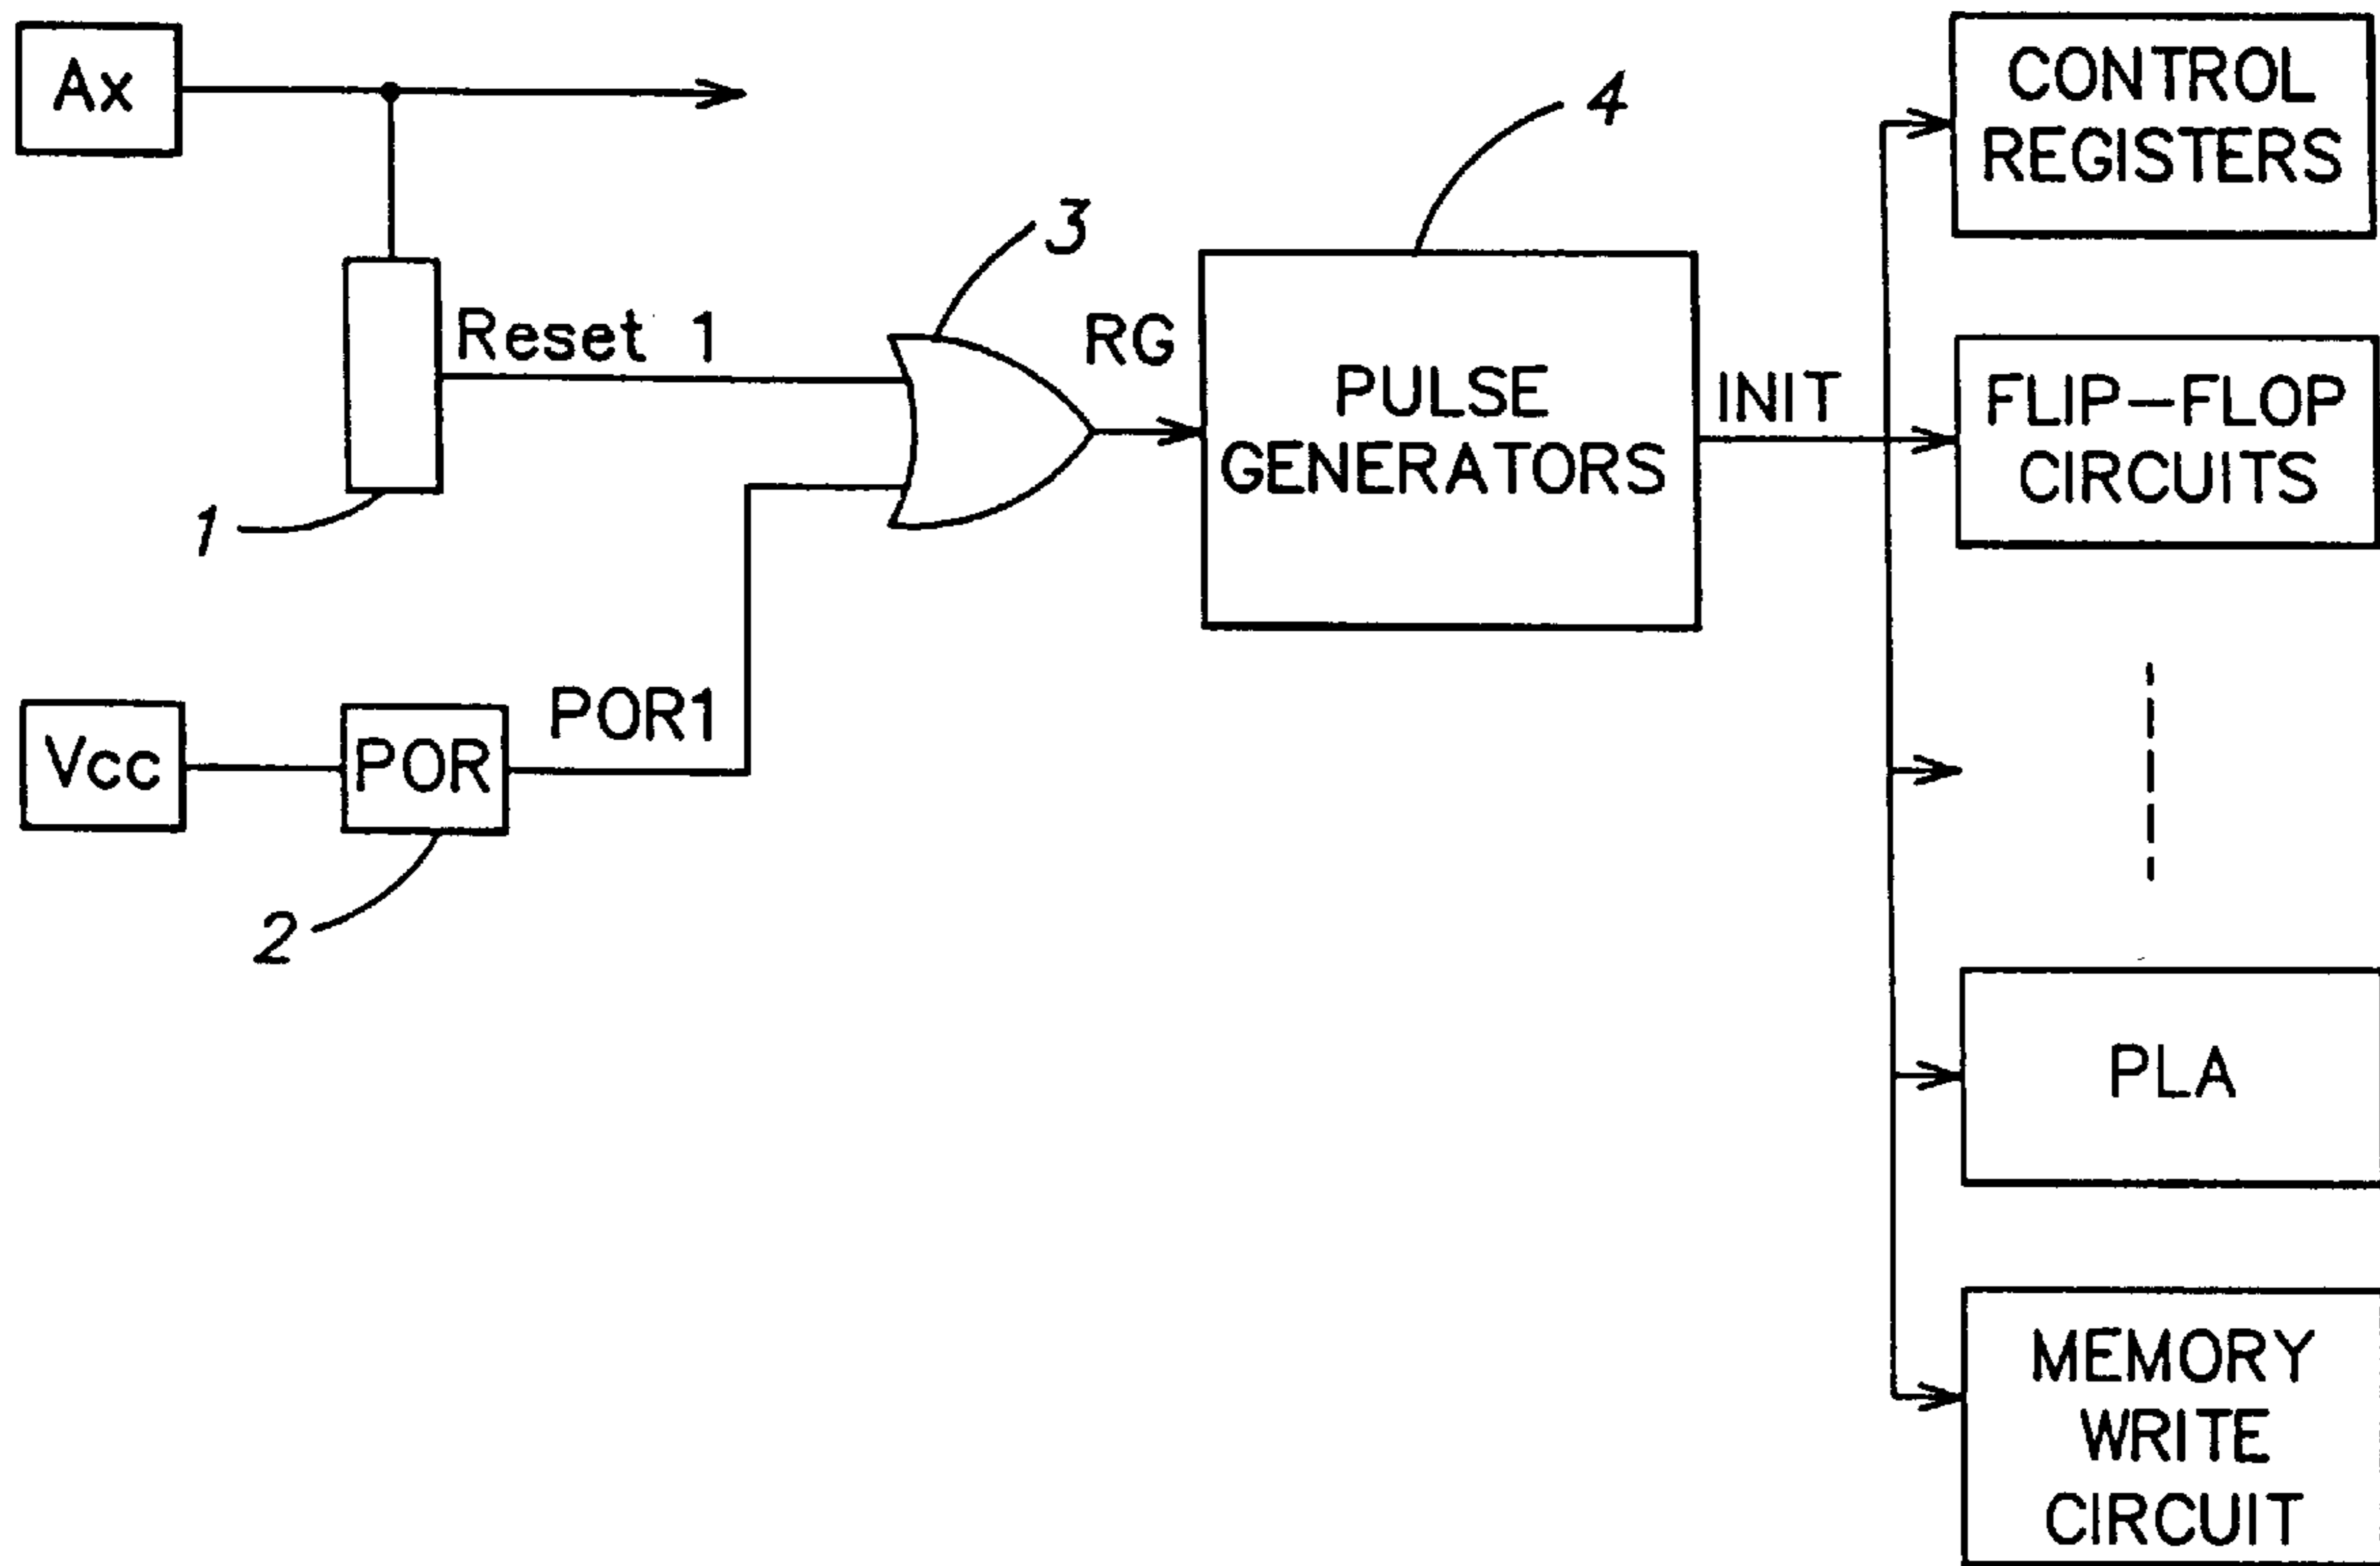 Ax
Reset 1
1
Vcc
POR
POR1
2
3
RG
4
PULSE
GENERATORS
INIT
CONTROL
REGISTERS
FLIP-FLOP
CIRCUITS
PLA
MEMORY
WRITE
CIRCUIT